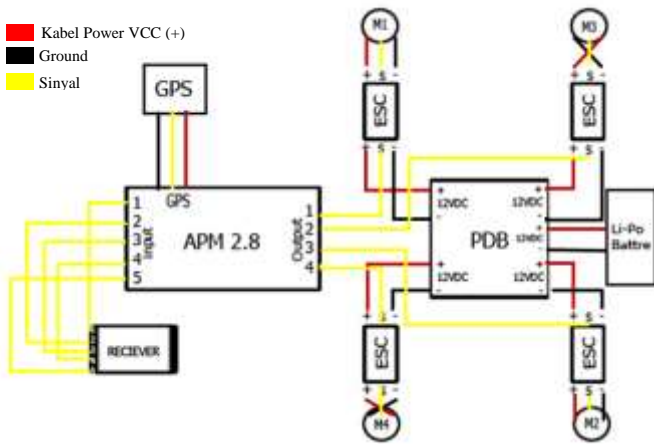 Kabel Power VCC (+)
Ground
Sinyal
M1
M3
GPS
+ S -
+ S -
ESC
ESC
+ S -
+ S -
GPS
1
2
3
4
5
Input
APM 2.8
Output
1
2
3
4
+
12VDC
-
+
12VDC
-
+
12VDC
-
PDB
+
12VDC
-
+
12VDC
-
Li-Po
Battre
RECIEVER
+ -
+ S -
ESC
ESC
+ -
+ S -
M4
M2